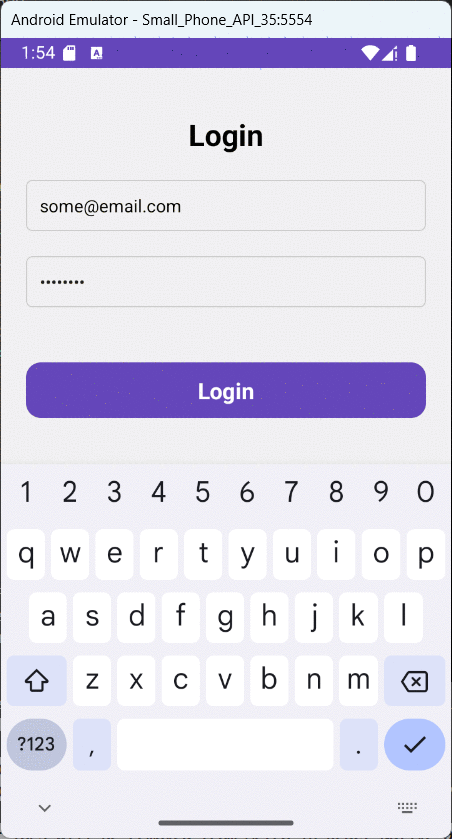 Android Emulator - Small_Phone_API_35:5554
1:54 A
Login
some@email.com
••••••••
Login
1 2 3 4 5 6 7 8 9 0
q w e r t y u i o p
a s d f g h j k l
z x c v b n m
?123 , .